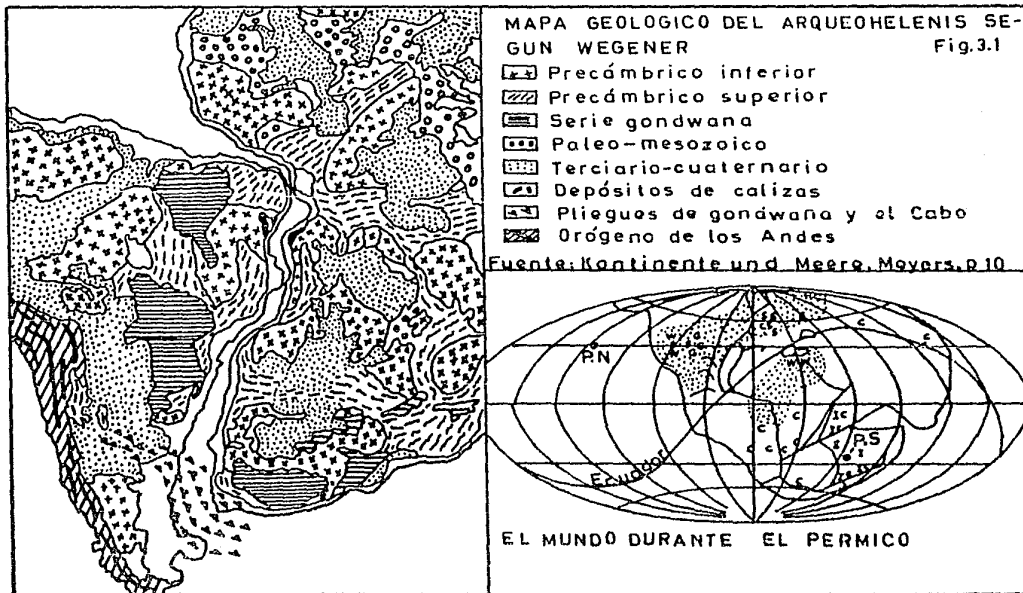 MAPA GEOLOGICO DEL ARQUEOHELENIS SE-
GUN WEGENER Fig.3.1
Precámbrico inferior
Precámbrico superior
Serie gondwana
Paleo-mesozoico
Terciario-cuaternario
Depósitos de calizas
Pliegues de gondwana y el Cabo
Orógeno de los Andes
Fuente: Kontinente und Meere, Meyers, p 10
P.N
P.S
Ecuador
EL MUNDO DURANTE EL PERMICO